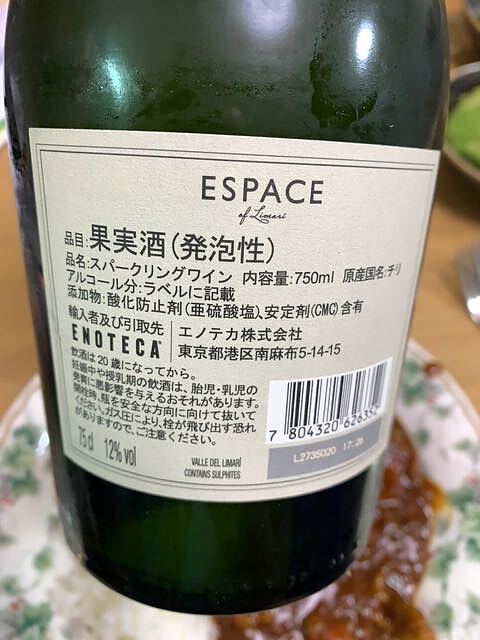 ESPACE
of Limarí
品目:果実酒(発泡性)
品名:スパークリングワイン 内容量:750ml 原産国名:チリ
アルコール分:ラベルに記載
添加物:酸化防止剤(亜硫酸塩)、安定剤(CMC)含有
輸入者及び引取先
ENOTECA
エノテカ株式会社
東京都港区南麻布5-14-15
飲酒は20歳になってから。
妊娠中や授乳期の飲酒は、胎児・乳児の
発育に悪影響を与えるおそれがあります。
開栓時、瓶を安全な方向に向けて抜いて
ください。ガス圧により、栓が飛び出す恐れ
がありますので、ご注意ください。
75 cl 12% vol
VALLE DEL LIMARÍ
CONTAINS SULPHITES
7 804320 62635
L2735020 17:26